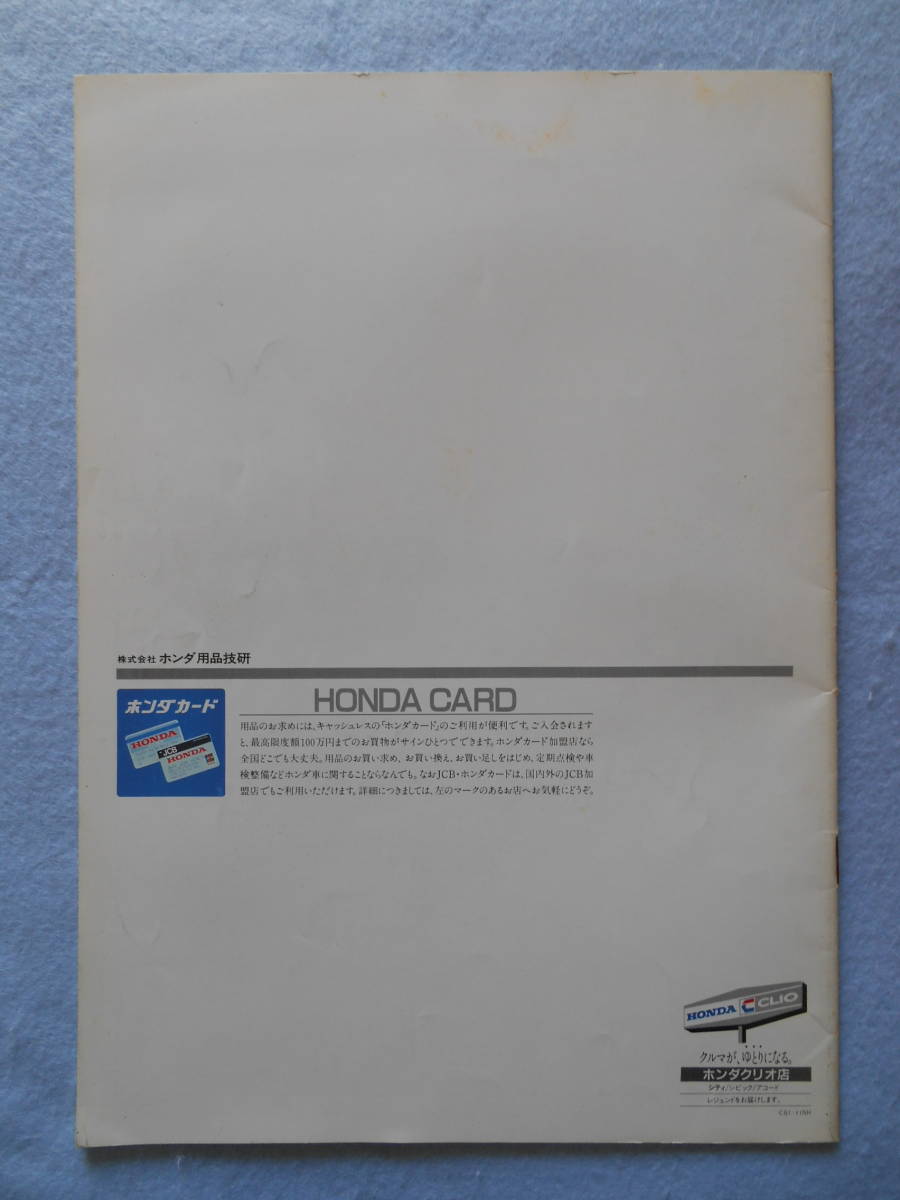 株式会社 ホンダ用品技研
ホンダカード
HONDA
JCB
HONDA
HONDA CARD
用品のお求めには、キャッシュレスの「ホンダカード」のご利用が便利です。ご入会されます
と、最高限度額100万円までのお買物がサインひとつでできます。ホンダカード加盟店なら
全国どこでも大丈夫。用品のお買い求め、お買い換え、お買い足しをはじめ、定期点検や車
検整備などホンダ車に関することならなんでも。なおJCB・ホンダカードは、国内外のJCB加
盟店でもご利用いただけます。詳細につきましては、左のマークのあるお店へお気軽にどうぞ。
HONDA CLIO
クルマが、ゆとりになる。
ホンダクリオ店
シティ/シビック/アコード
レジェンドをお届けします。